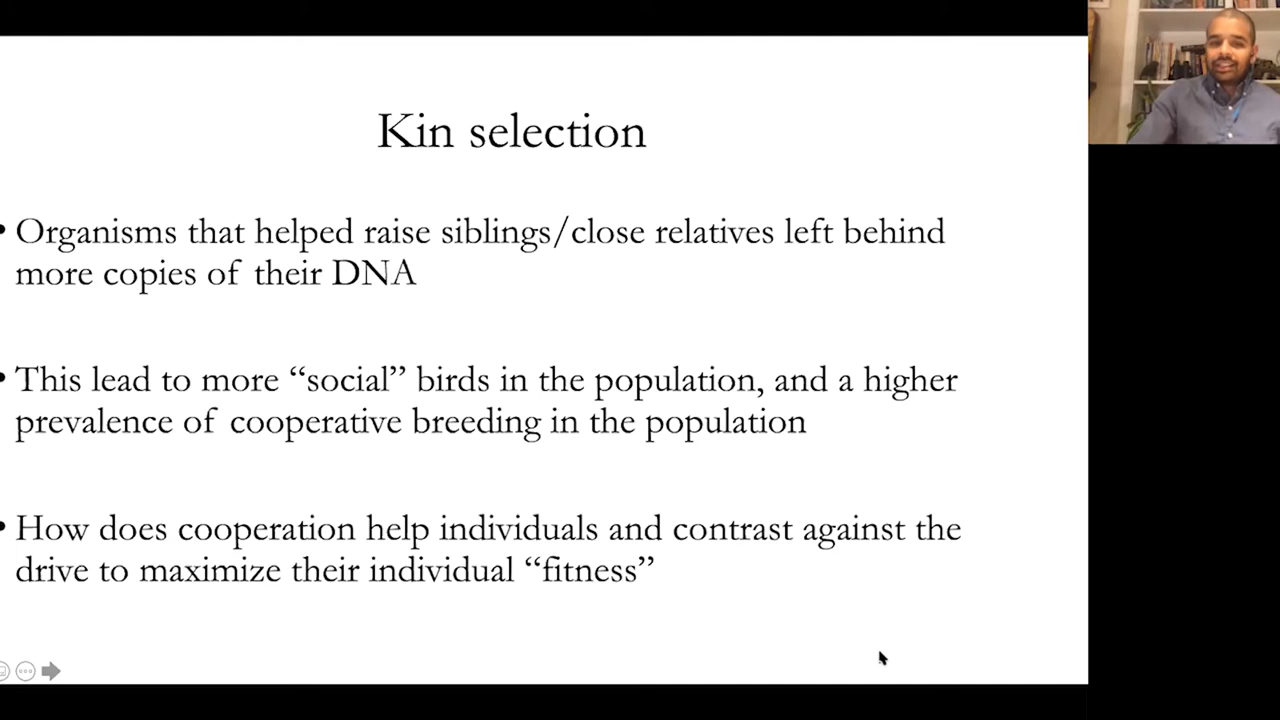 Kin selection
• Organisms that helped raise siblings/close relatives left behind
more copies of their DNA
• This lead to more “social” birds in the population, and a higher
prevalence of cooperative breeding in the population
• How does cooperation help individuals and contrast against the
drive to maximize their individual “fitness”